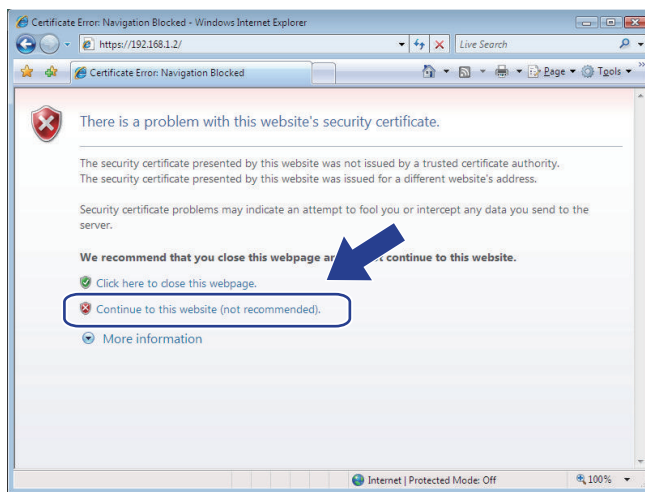 Certificate Error: Navigation Blocked - Windows Internet Explorer
https://192.168.1.2/
Live Search
Certificate Error: Navigation Blocked
Page
Tools
There is a problem with this website's security certificate.
The security certificate presented by this website was not issued by a trusted certificate authority.
The security certificate presented by this website was issued for a different website's address.
Security certificate problems may indicate an attempt to fool you or intercept any data you send to the
server.
We recommend that you close this webpage continue to this website.
Click here to close this webpage.
Continue to this website (not recommended).
More information
Internet | Protected Mode: Off
100%